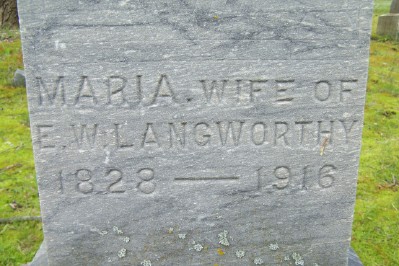 MARIA. WIFE OF
E.W. LANGWORTHY
1828 — 1916